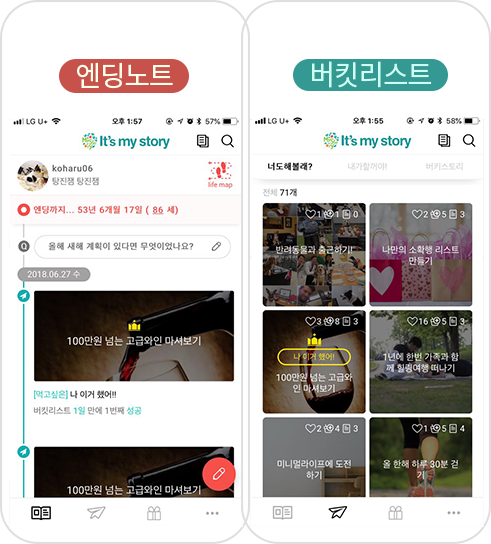 엔딩노트
LG U+ 오후 1:57 57%
It's my story
koharu06
탕진잼 탕진잼
life map
엔딩까지... 53년 6개월 17일 ( 86 세)
Q 올해 새해 계획이 있다면 무엇이었나요?
2018.06.27 수
100만원 넘는 고급와인 마셔보기
[먹고싶은] 나 이거 했어!!
버킷리스트 1일 만에 1번째 성공
100만원 넘는 고급와인 마셔보기
버킷리스트
LG U+ 오후 1:55 58%
It's my story
너도해볼래? 내가할꺼야! 버키스토리
전체 71개
1 1 0
반려동물과 출근하기!
2 5 3
나만의 소확행 리스트
만들기
3 8 3
나 이거 했어!
100만원 넘는 고급와
인 마셔보기
16 5 3
1년에 한번 가족과 함
께 힐링여행 떠나기
2 4 3
미니멀라이프에 도전
하기
2 5 3
올 한해 하루 30분 걷
기